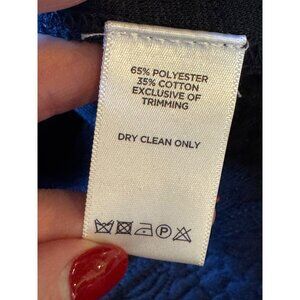 65% POLYESTER
35% COTTON
EXCLUSIVE OF
TRIMMING
DRY CLEAN ONLY
P